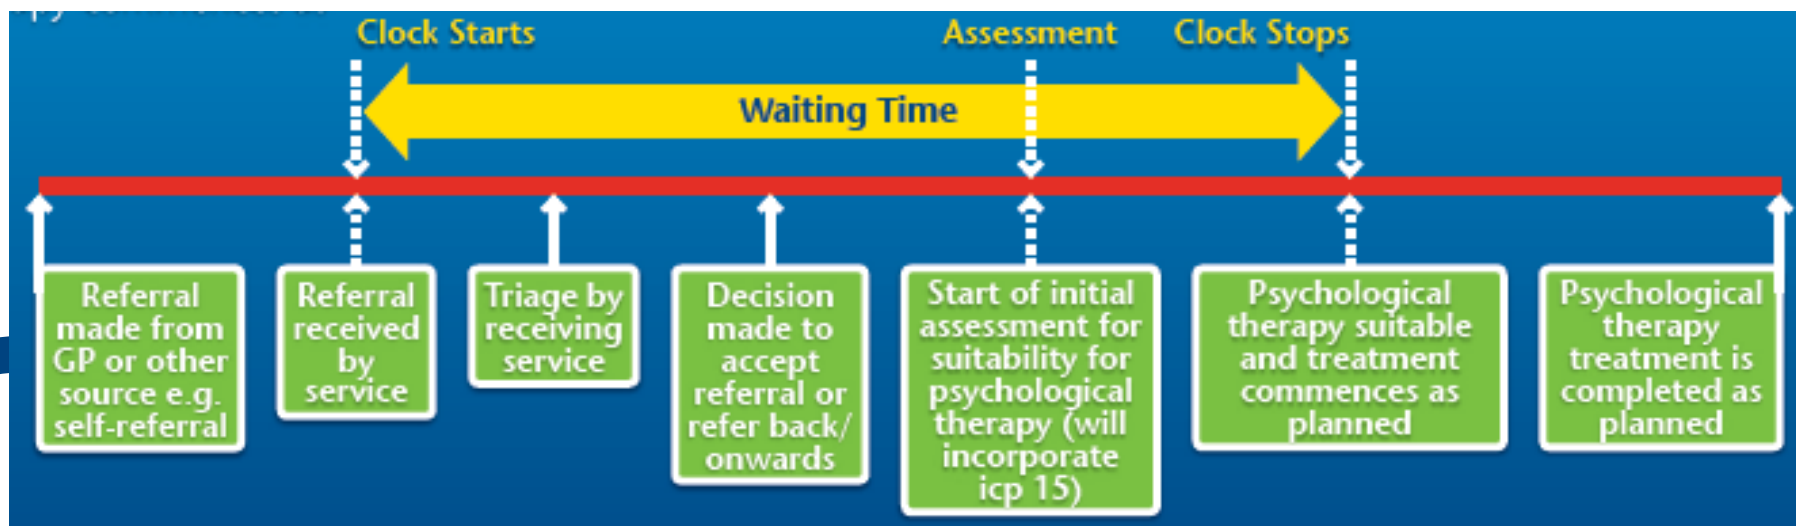 Clock Starts
Assessment
Clock Stops
Waiting Time
Referral
made from
GP or other
source e.g.
self-referral
Referral
received
by
service
Triage by
receiving
service
Decision
made to
accept
referral or
refer back/
onwards
Start of initial
assessment for
suitability for
psychological
therapy (will
incorporate
icp 15)
Psychological
therapy suitable
and treatment
commences as
planned
Psychological
therapy
treatment is
completed as
planned